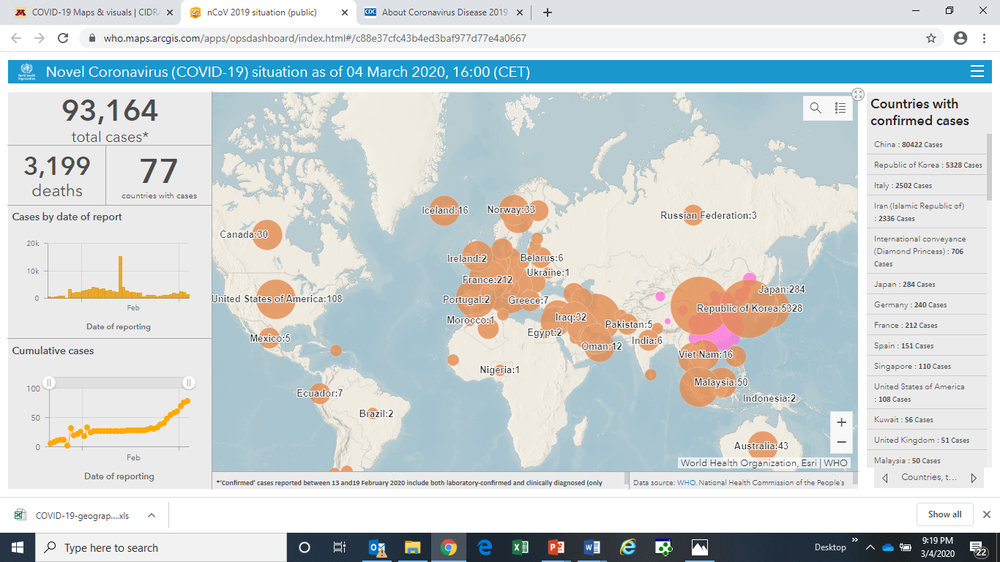 COVID-19 Maps & visuals | CIDRA
nCoV 2019 situation (public)
CDC
About Coronavirus Disease 2019
who.maps.arcgis.com/apps/opsdashboard/index.html#/c88e37cfc43b4ed3baf977d77e4a0667
Novel Coronavirus (COVID-19) situation as of 04 March 2020, 16:00 (CET)
93,164
total cases*
3,199
deaths
77
countries with cases
Cases by date of report
20k
10k
0
Feb
Date of reporting
Cumulative cases
100
50
0
Feb
Date of reporting
Iceland:16
Norway:33
Russian Federation:3
Canada:30
Ireland:2
Belarus:6
France:212
Ukraine:1
Japan:284
United States of America:108
Portugal:2
Greece:7
Republic of Korea:5328
Morocco:1
Iraq:32
Pakistan:5
Egypt:2
Mexico:5
Oman:12
India:6
Viet Nam:16
Nigeria:1
Malaysia:50
Ecuador:7
Indonesia:2
Brazil:2
Australia:43
World Health Organization, Esri | WHO
*'Confirmed' cases reported between 13 and19 February 2020 include both laboratory-confirmed and clinically diagnosed (only
Data source: WHO, National Health Commission of the People's
Countries with
confirmed cases
China : 80422 Cases
Republic of Korea : 5328 Cases
Italy : 2502 Cases
Iran (Islamic Republic of)
: 2336 Cases
International conveyance
(Diamond Princess) : 706
Cases
Japan : 284 Cases
Germany : 240 Cases
France : 212 Cases
Spain : 151 Cases
Singapore : 110 Cases
United States of America
: 108 Cases
Kuwait : 56 Cases
United Kingdom : 51 Cases
Malaysia : 50 Cases
Countries, t...
COVID-19-geograp....xls
Show all
Type here to search
Desktop
9:19 PM
3/4/2020
22